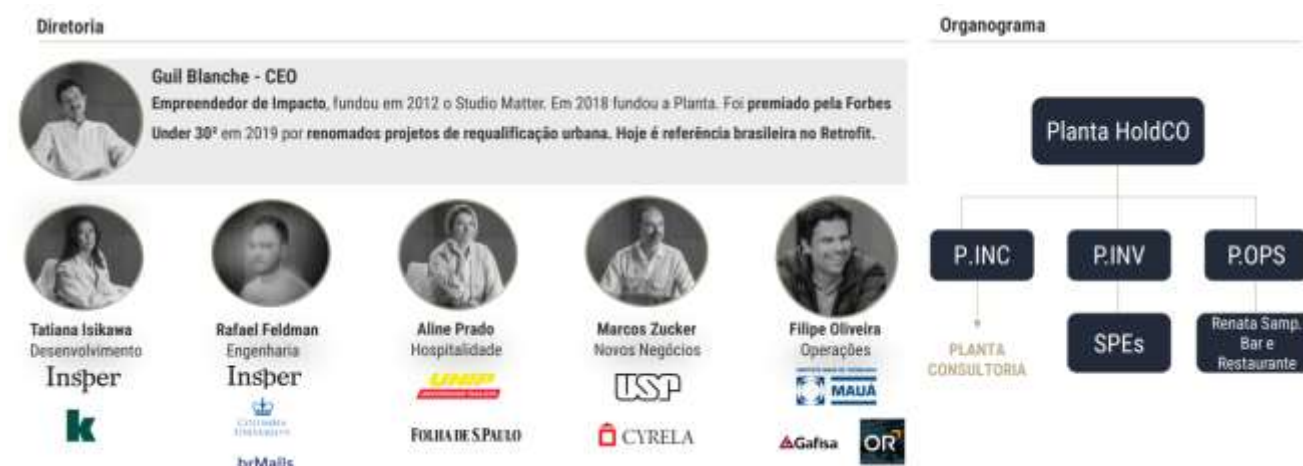 Diretoria
Guil Blanche - CEO
Empreendedor de Impacto, fundou em 2012 o Studio Matter. Em 2018 fundou a Planta. Foi premiado pela Forbes
Under 30² em 2019 por renomados projetos de requalificação urbana. Hoje é referência brasileira no Retrofit.
Tatiana Isikawa
Desenvolvimento
Insper
k
Rafael Feldman
Engenharia
Insper
COLUMBIA
UNIVERSITY
brMalls
Aline Prado
Hospitalidade
UNIP
FOLHA DE S.PAULO
Marcos Zucker
Novos Negócios
USP
CYRELA
Filipe Oliveira
Operações
MAUÁ
Gafisa
OR
Organograma
Planta HoldCO
P.INC
P.INV
P.OPS
PLANTA
CONSULTORIA
SPEs
Renata Samp.
Bar e
Restaurante